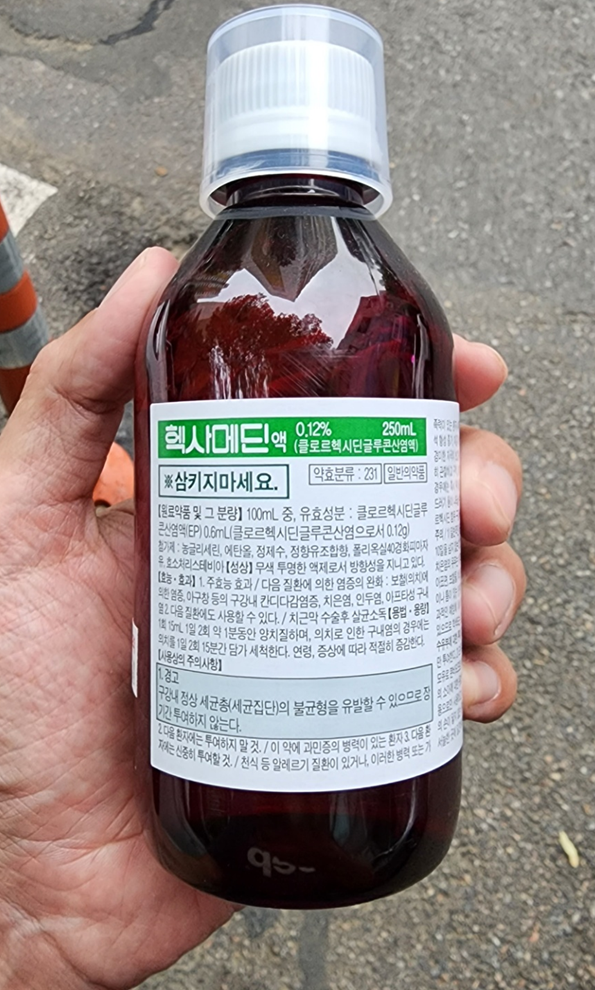 헥사메딘액 0.12% 250mL
(클로르헥시딘글루콘산염액)
※삼키지마세요. 약효분류 : 231 일반의약품
【원료약품 및 그 분량】 100mL 중, 유효성분 : 클로르헥시딘글루
콘산염액(EP) 0.6mL(클로르헥시딘글루콘산염으로서 0.12g)
첨가제 : 농글리세린, 에탄올, 정제수, 정향유조합향, 폴리옥실40경화피마자
유, 효소처리스테비아 【성상】 무색 투명한 액제로서 방향성을 지니고 있다.
【효능·효과】 1. 주효능 효과 / 다음 질환에 의한 염증의 완화 : 보철(의치)에
의한 염증, 아구창 등의 구강내 칸디다감염증, 치은염, 인두염, 아프타성 구내
염 2. 다음 질환에도 사용할 수 있다. / 치근막 수술후 살균소독 【용법·용량】
1회 15mL, 1일 2회 약 1분동안 양치질하며, 의치로 인한 구내염의 경우에는
의치를 1일 2회 15분간 담가 세척한다. 연령, 증상에 따라 적절히 증감한다.
【사용상의 주의사항】
1. 경고
구강내 정상 세균총(세균집단)의 불균형을 유발할 수 있으므로 장
기간 투여하지 않는다.
2. 다음 환자에는 투여하지 말 것. / 이 약에 과민증의 병력이 있는 환자 3. 다음 환
자에는 신중히 투여할 것. / 천식 등 알레르기 질환이 있거나, 이러한 병력 또는 가